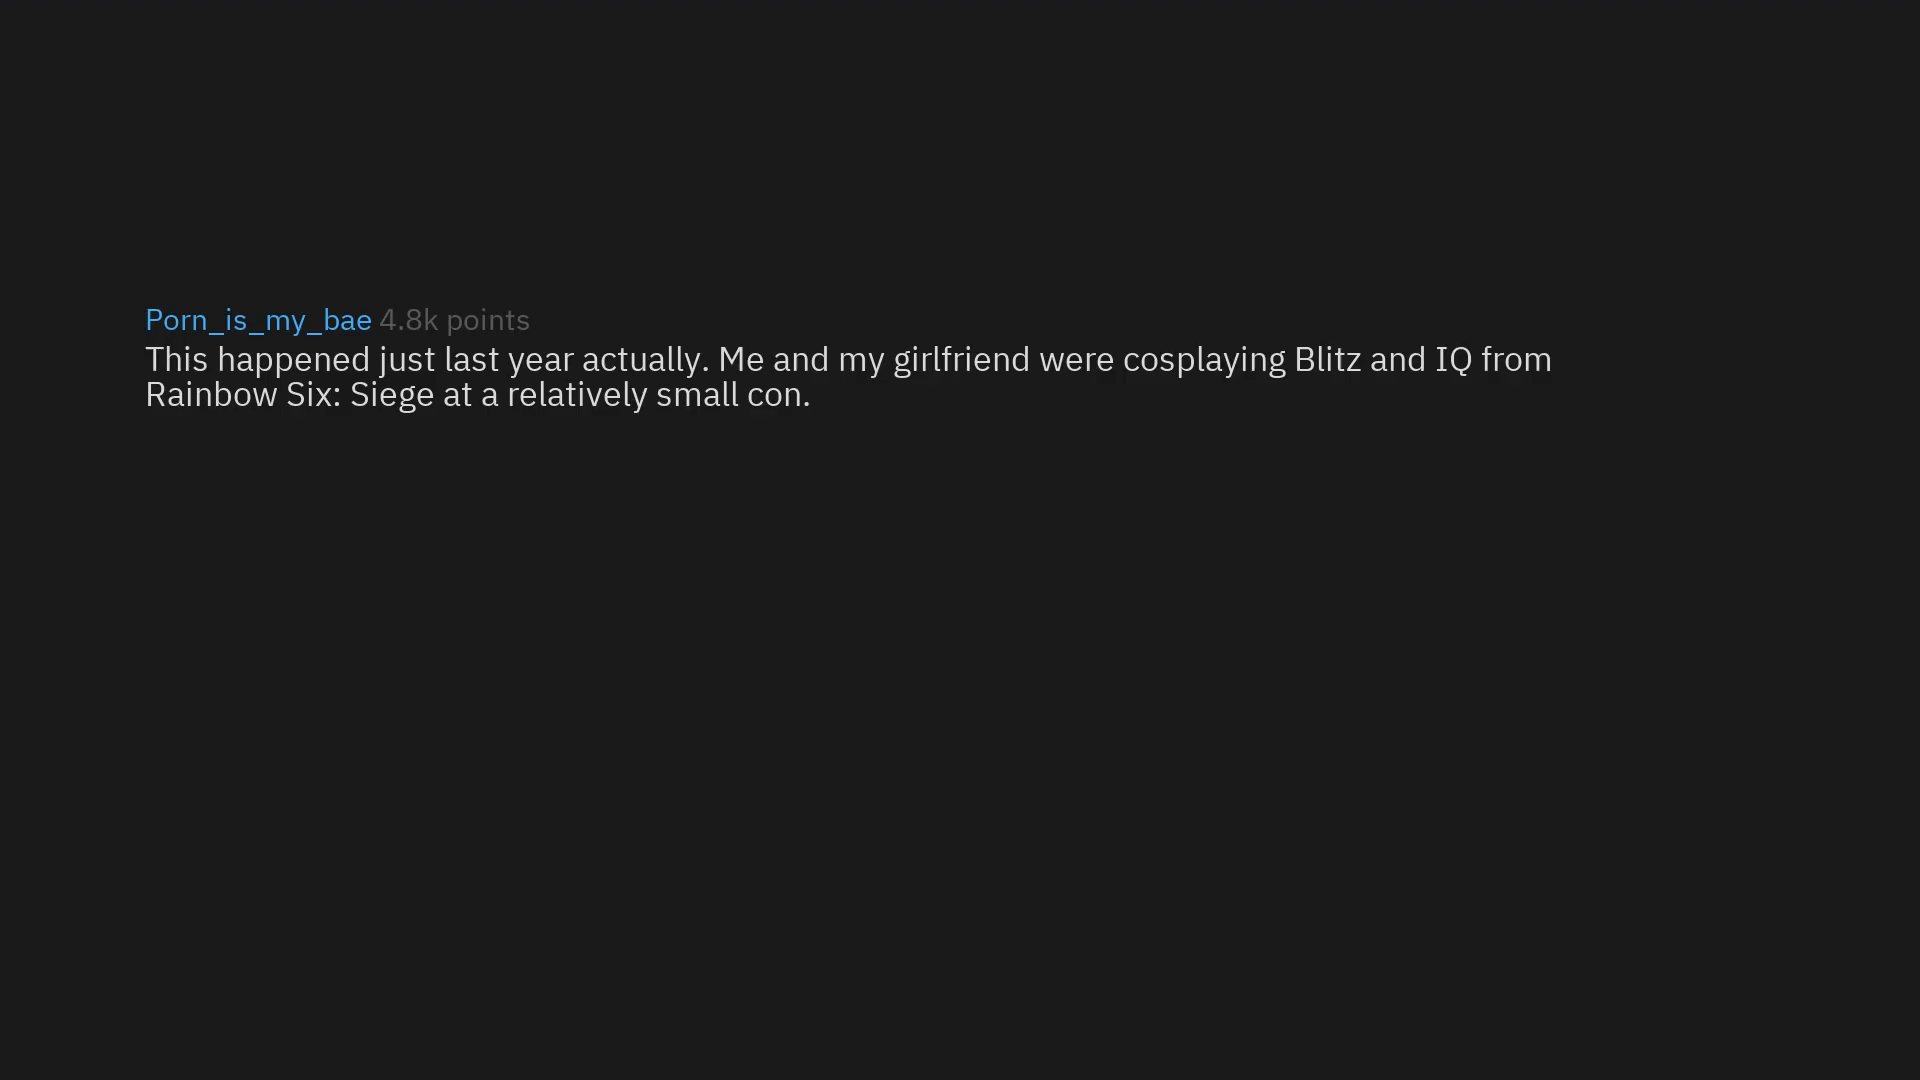 Porn_is_my_bae 4.8k points
This happened just last year actually. Me and my girlfriend were cosplaying Blitz and IQ from
Rainbow Six: Siege at a relatively small con.